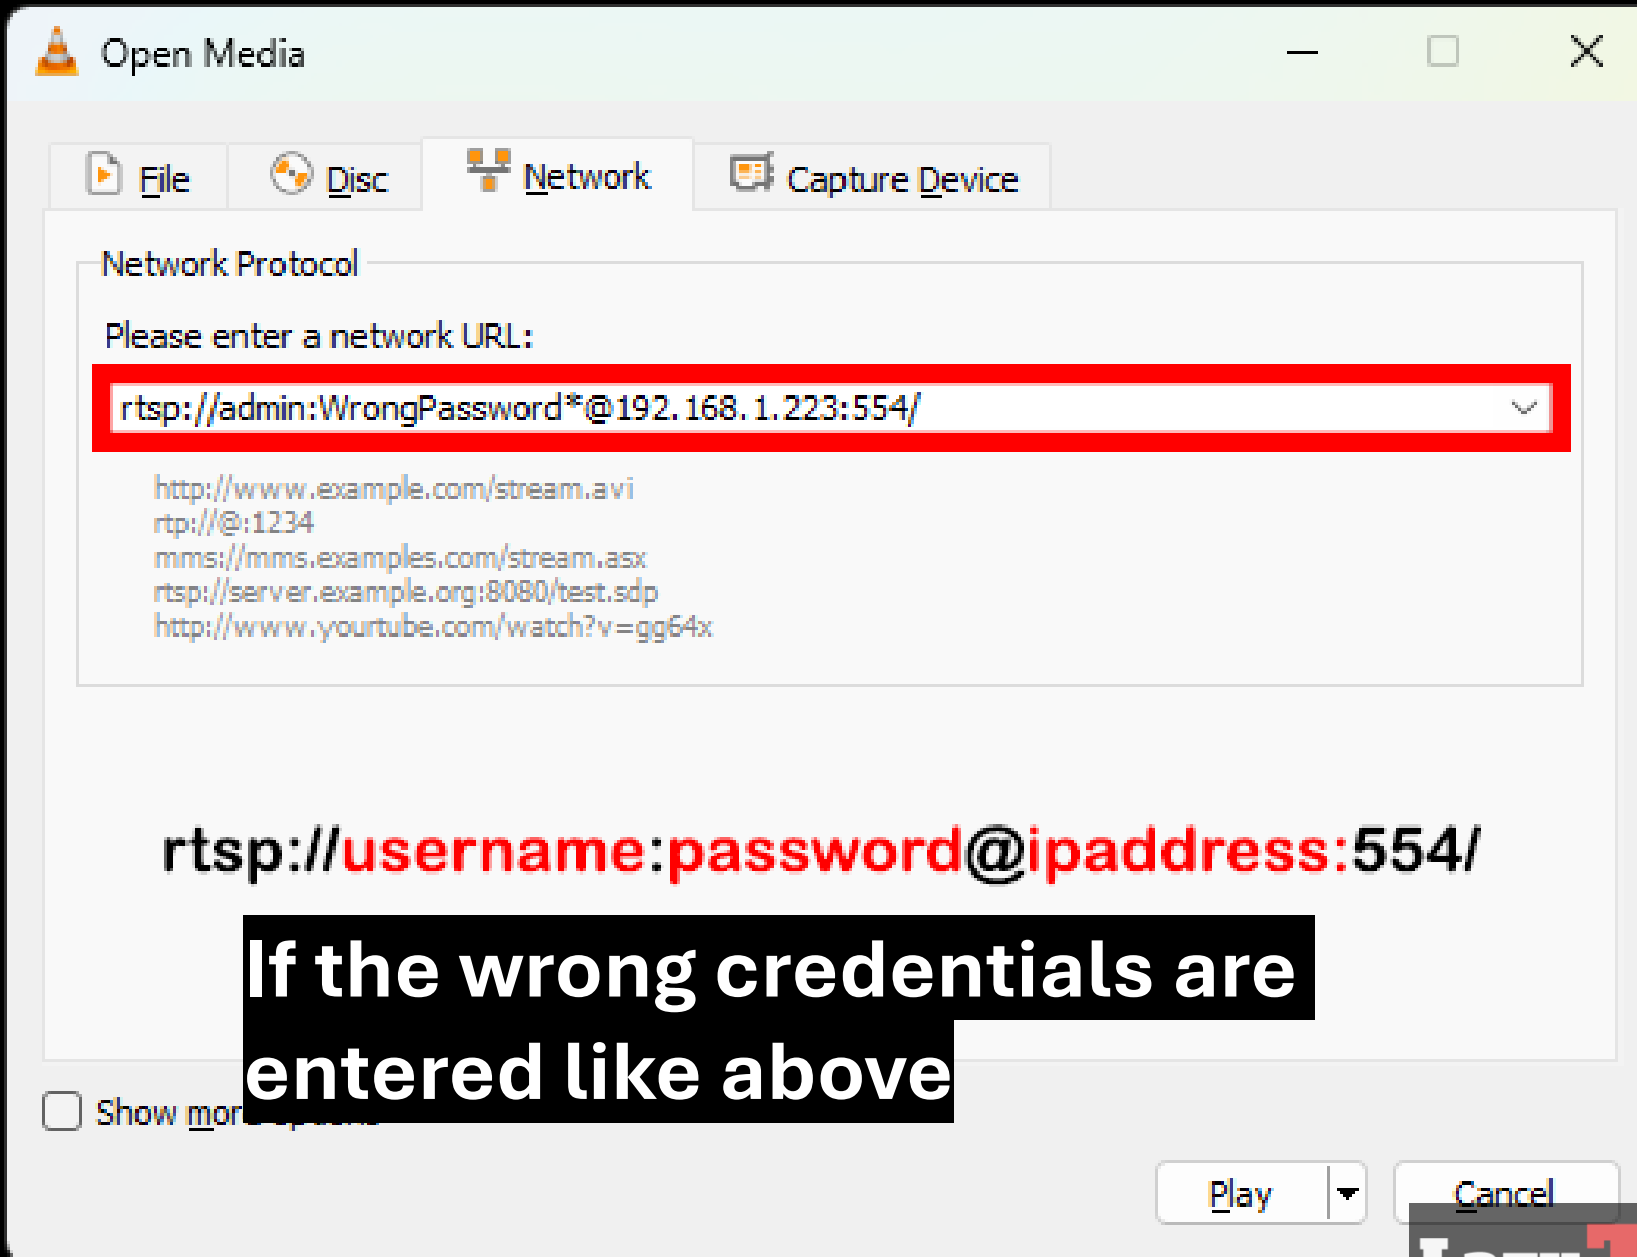 Open Media
File
Disc
Network
Capture Device
Network Protocol
Please enter a network URL:
rtsp://admin:WrongPassword*@192.168.1.223:554/
http://www.example.com/stream.avi
rtp://@:1234
mms://mms.examples.com/stream.asx
rtsp://server.example.org:8080/test.sdp
http://www.yourtube.com/watch?v=gg64x
rtsp://username:password@ipaddress:554/
If the wrong credentials are
entered like above
Show more options
Play
Cancel